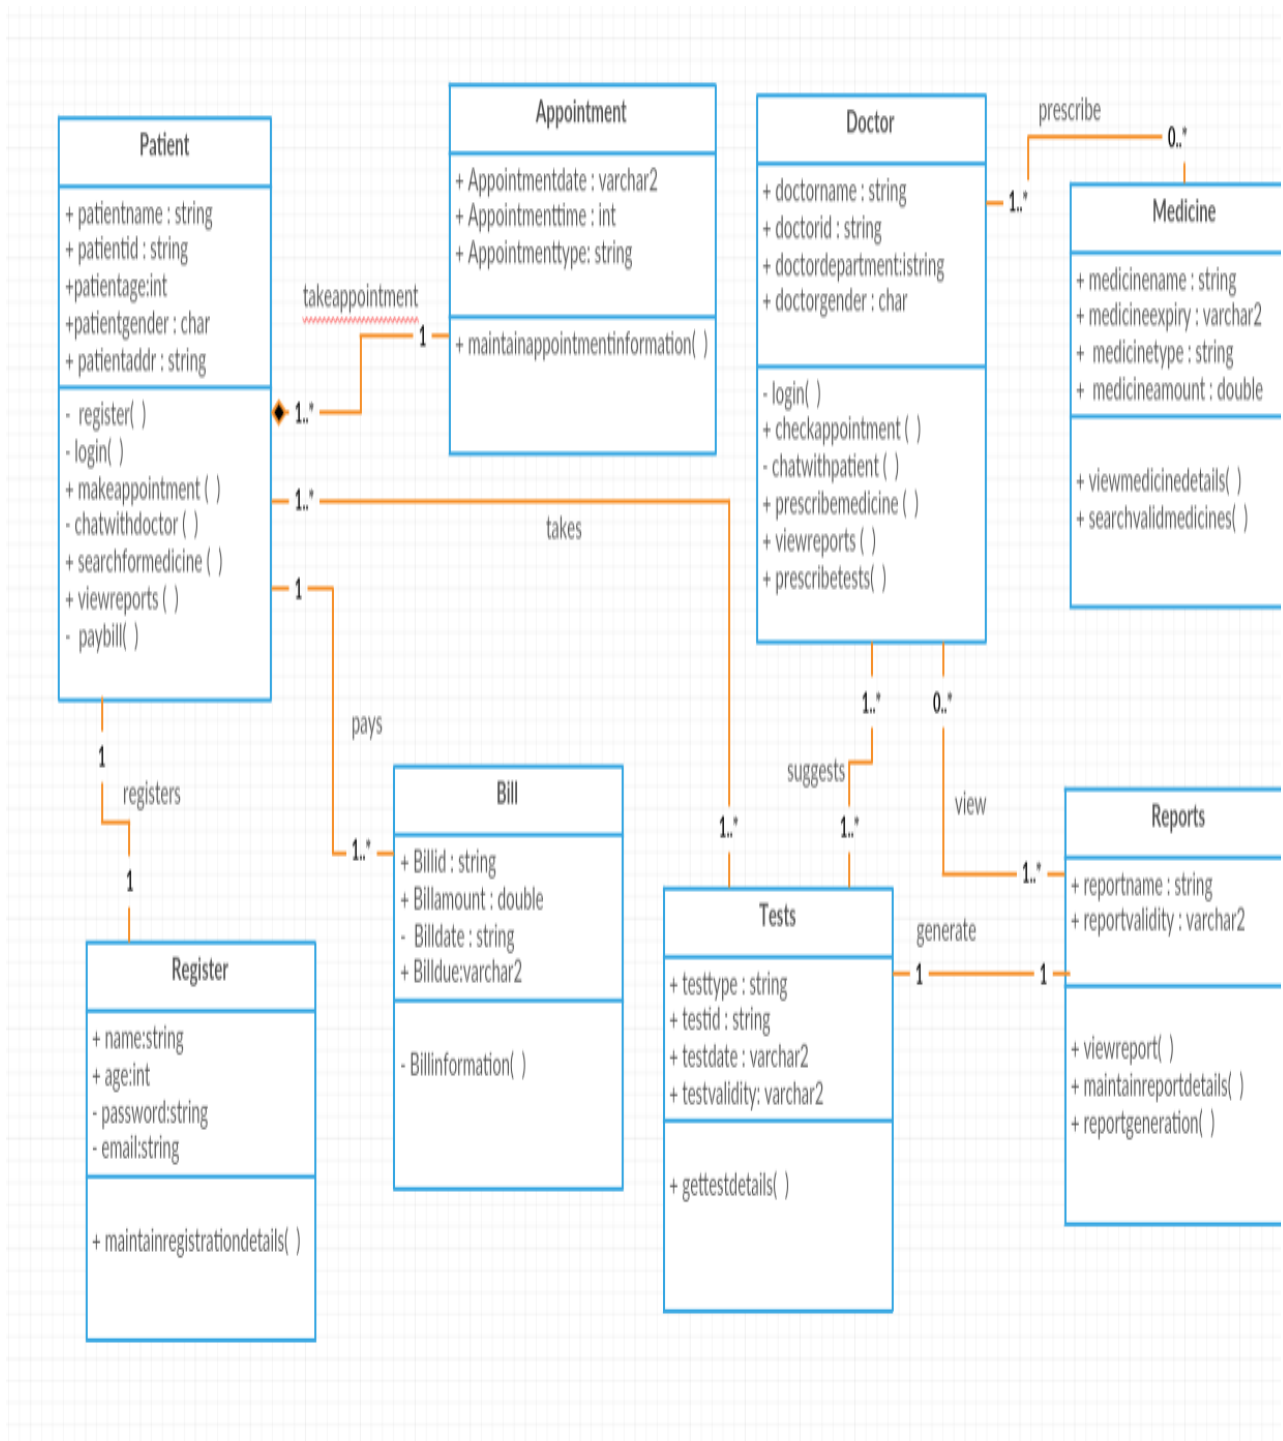 Patient
+ patientname : string
+ patientid : string
+patientage:int
+patientgender : char
+ patientaddr : string
- register( )
- login( )
+ makeappointment ( )
- chatwithdoctor ( )
+ searchformedicine ( )
+ viewreports ( )
- paybill( )
takeappointment
1..*
1
Appointment
+ Appointmentdate : varchar2
+ Appointmenttime : int
+ Appointmenttype: string
+ maintainappointmentinformation( )
Doctor
+ doctorname : string
+ doctorid : string
+ doctordepartment:istring
+ doctorgender : char
- login( )
+ checkappointment ( )
- chatwithpatient ( )
+ prescribemedicine ( )
+ viewreports ( )
+ prescribetests( )
prescribe
1..*
0..*
Medicine
+ medicinename : string
+ medicineexpiry : varchar2
+ medicinetype : string
+ medicineamount : double
+ viewmedicinedetails( )
+ searchvalidmedicines( )
1..*
takes
1..*
1
pays
1..*
1
registers
1
1..*
suggests
1..*
0..*
view
1..*
Bill
+ Billid : string
+ Billamount : double
- Billdate : string
+ Billdue:varchar2
- Billinformation( )
Register
+ name:string
+ age:int
- password:string
- email:string
+ maintainregistrationdetails( )
Tests
+ testtype : string
+ testid : string
+ testdate : varchar2
+ testvalidity: varchar2
+ gettestdetails( )
generate
1
1
Reports
+ reportname : string
+ reportvalidity : varchar2
+ viewreport( )
+ maintainreportdetails( )
+ reportgeneration( )